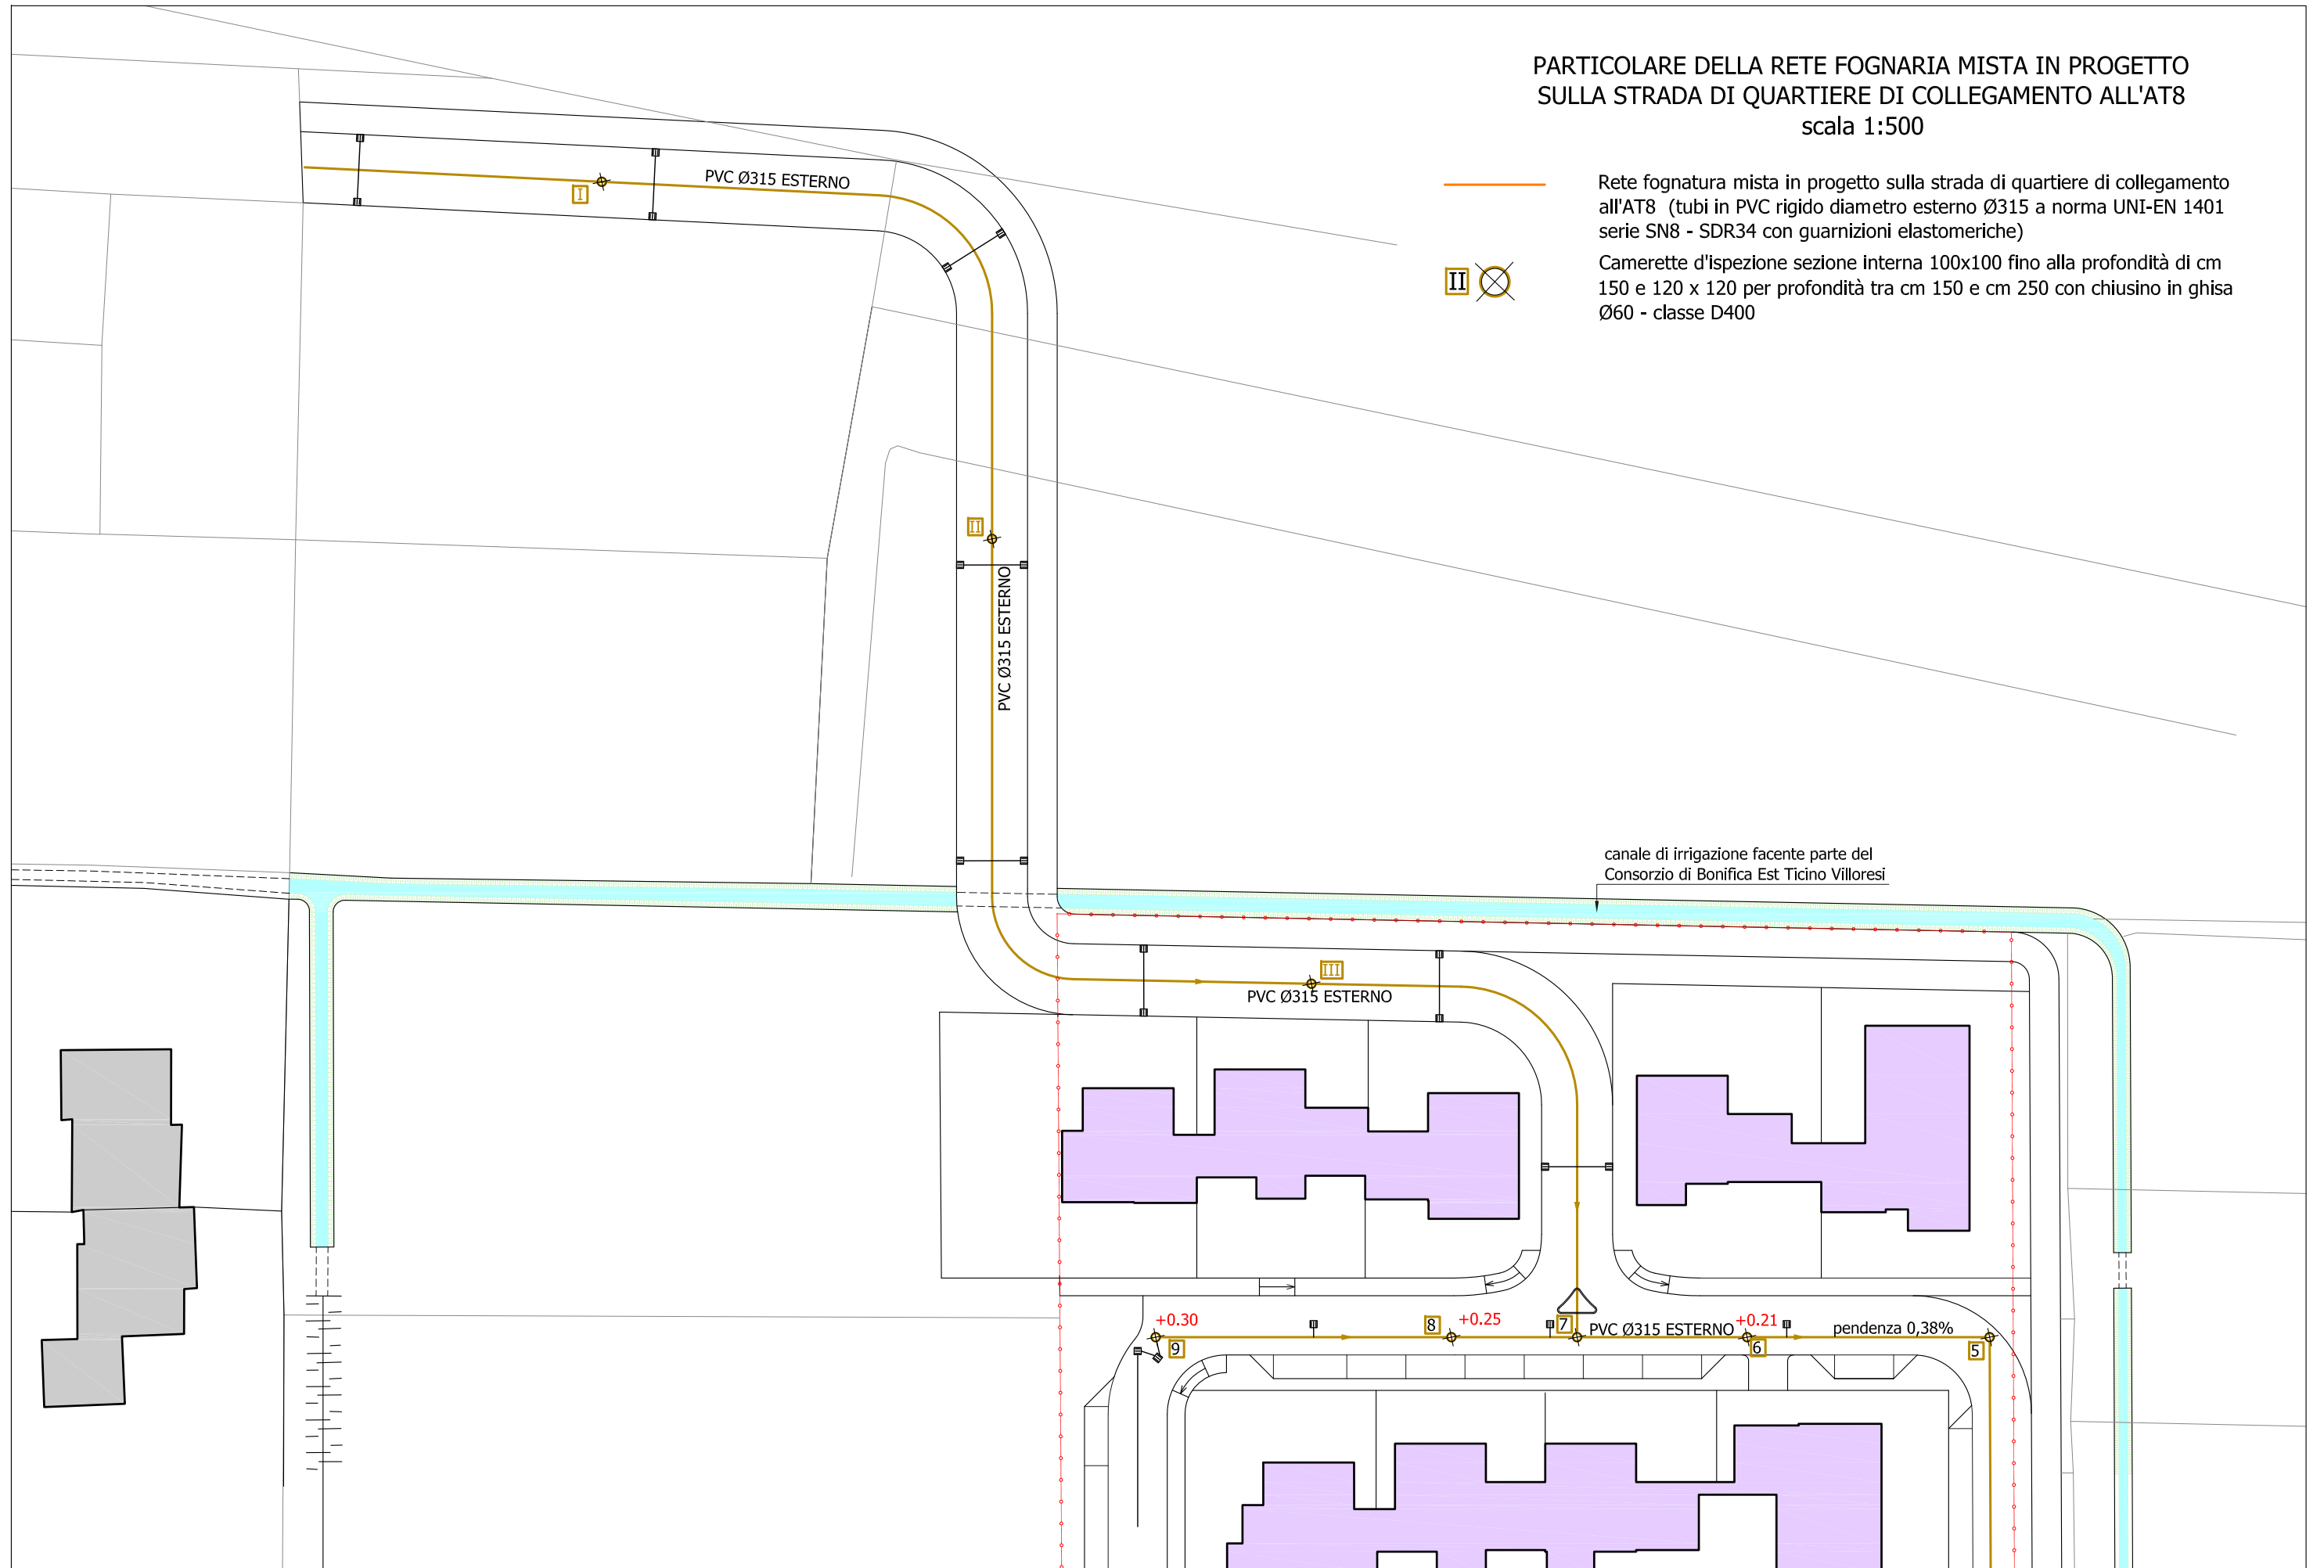 PARTICOLARE DELLA RETE FOGNARIA MISTA IN PROGETTO
SULLA STRADA DI QUARTIERE DI COLLEGAMENTO ALL'AT8
scala 1:500
Rete fognatura mista in progetto sulla strada di quartiere di collegamento
all'AT8 (tubi in PVC rigido diametro esterno Ø315 a norma UNI-EN 1401
serie SN8 - SDR34 con guarnizioni elastomeriche)
II
Camerette d'ispezione sezione interna 100x100 fino alla profondità di cm
150 e 120 x 120 per profondità tra cm 150 e cm 250 con chiusino in ghisa
Ø60 - classe D400
PVC Ø315 ESTERNO
I
II
PVC Ø315 ESTERNO
canale di irrigazione facente parte del
Consorzio di Bonifica Est Ticino Villoresi
III
PVC Ø315 ESTERNO
+0.30
9
8
+0.25
7
PVC Ø315 ESTERNO
+0.21
6
pendenza 0,38%
5